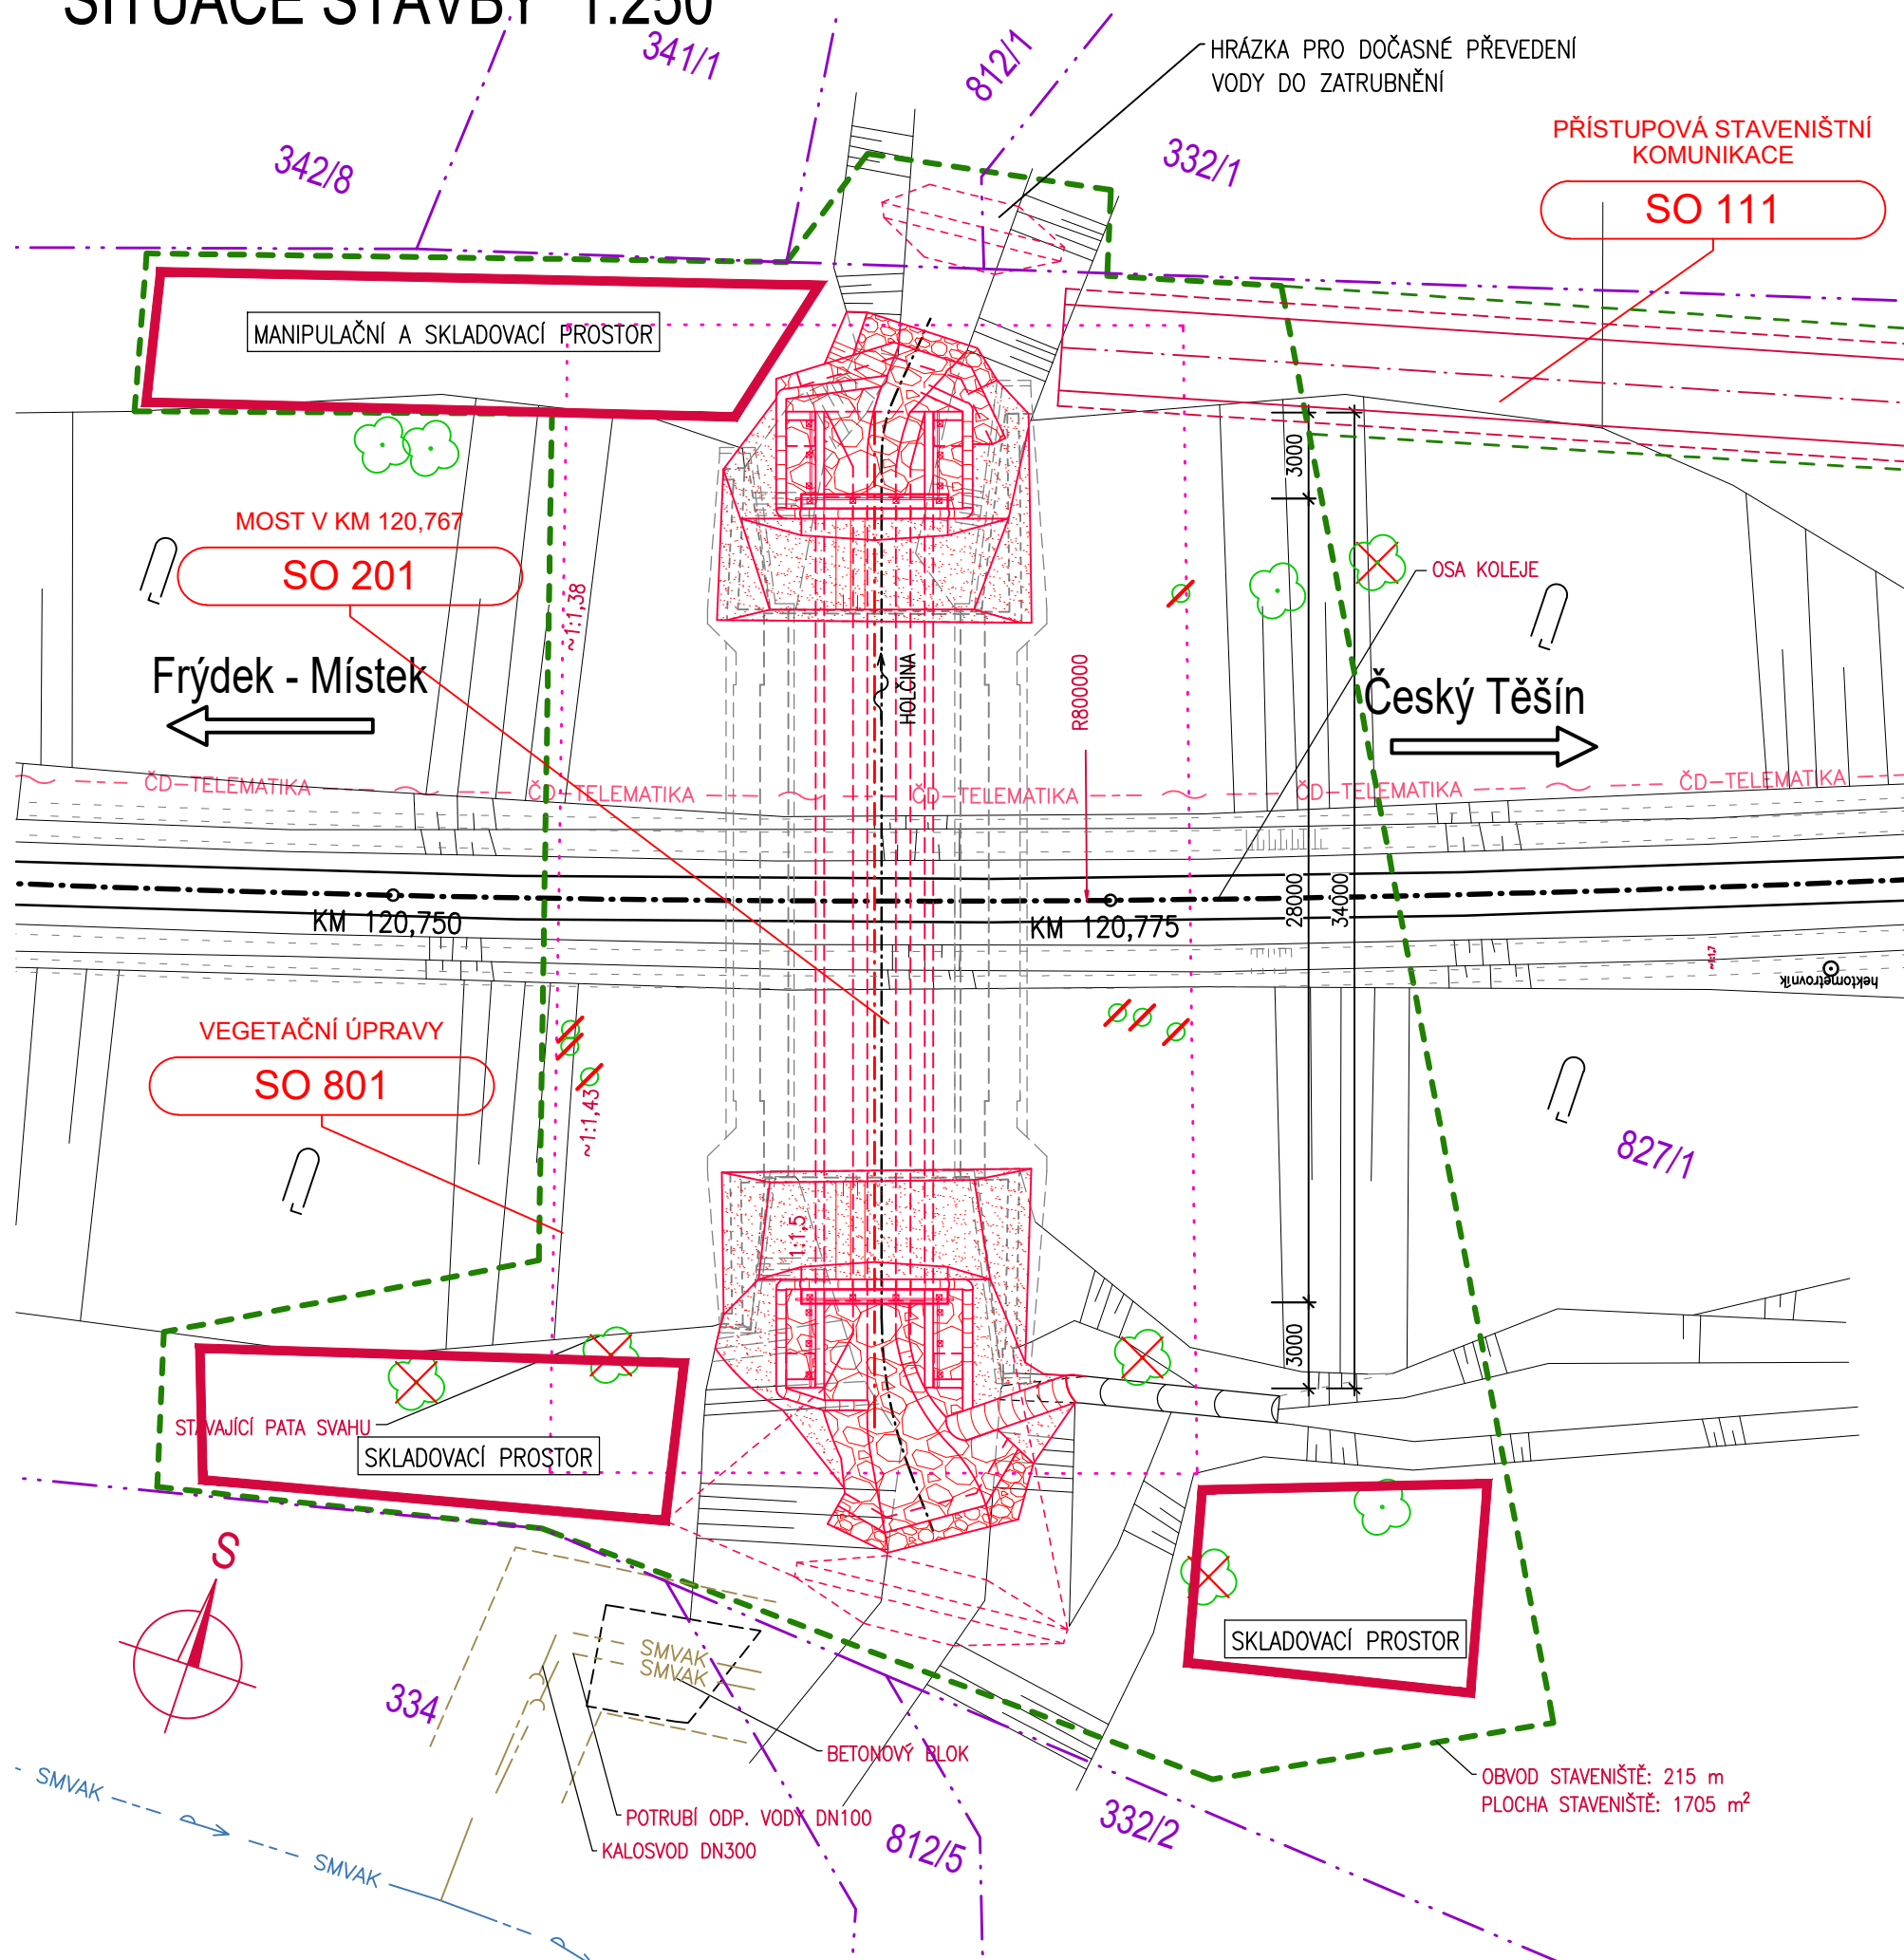 SITUACE STAVBY 1:250
341/1
812/1
HRÁZKA PRO DOČASNÉ PŘEVEDENÍ
VODY DO ZATRUBNĚNÍ
342/8
332/1
PŘÍSTUPOVÁ STAVENIŠTNÍ
KOMUNIKACE
SO 111
MANIPULAČNÍ A SKLADOVACÍ PROSTOR
3000
MOST V KM 120,767
SO 201
~1:1,38
OSA KOLEJE
Frýdek - Místek
HOLČINA
R800000
Český Těšín
ČD-TELEMATIKA
ČD-TELEMATIKA
ČD-TELEMATIKA
ČD-TELEMATIKA
ČD-TELEMATIKA
KM 120,750
KM 120,775
28000
34000
~1:1,7
hektometrovník
VEGETAČNÍ ÚPRAVY
SO 801
~1:1,43
827/1
1:1,5
3000
STÁVAJÍCÍ PATA SVAHU
SKLADOVACÍ PROSTOR
S
SKLADOVACÍ PROSTOR
SMVAK
SMVAK
334
BETONOVÝ BLOK
SMVAK
OBVOD STAVENIŠTĚ: 215 m
PLOCHA STAVENIŠTĚ: 1705 m²
POTRUBÍ ODP. VODY DN100
KALOSVOD DN300
812/5
332/2
SMVAK